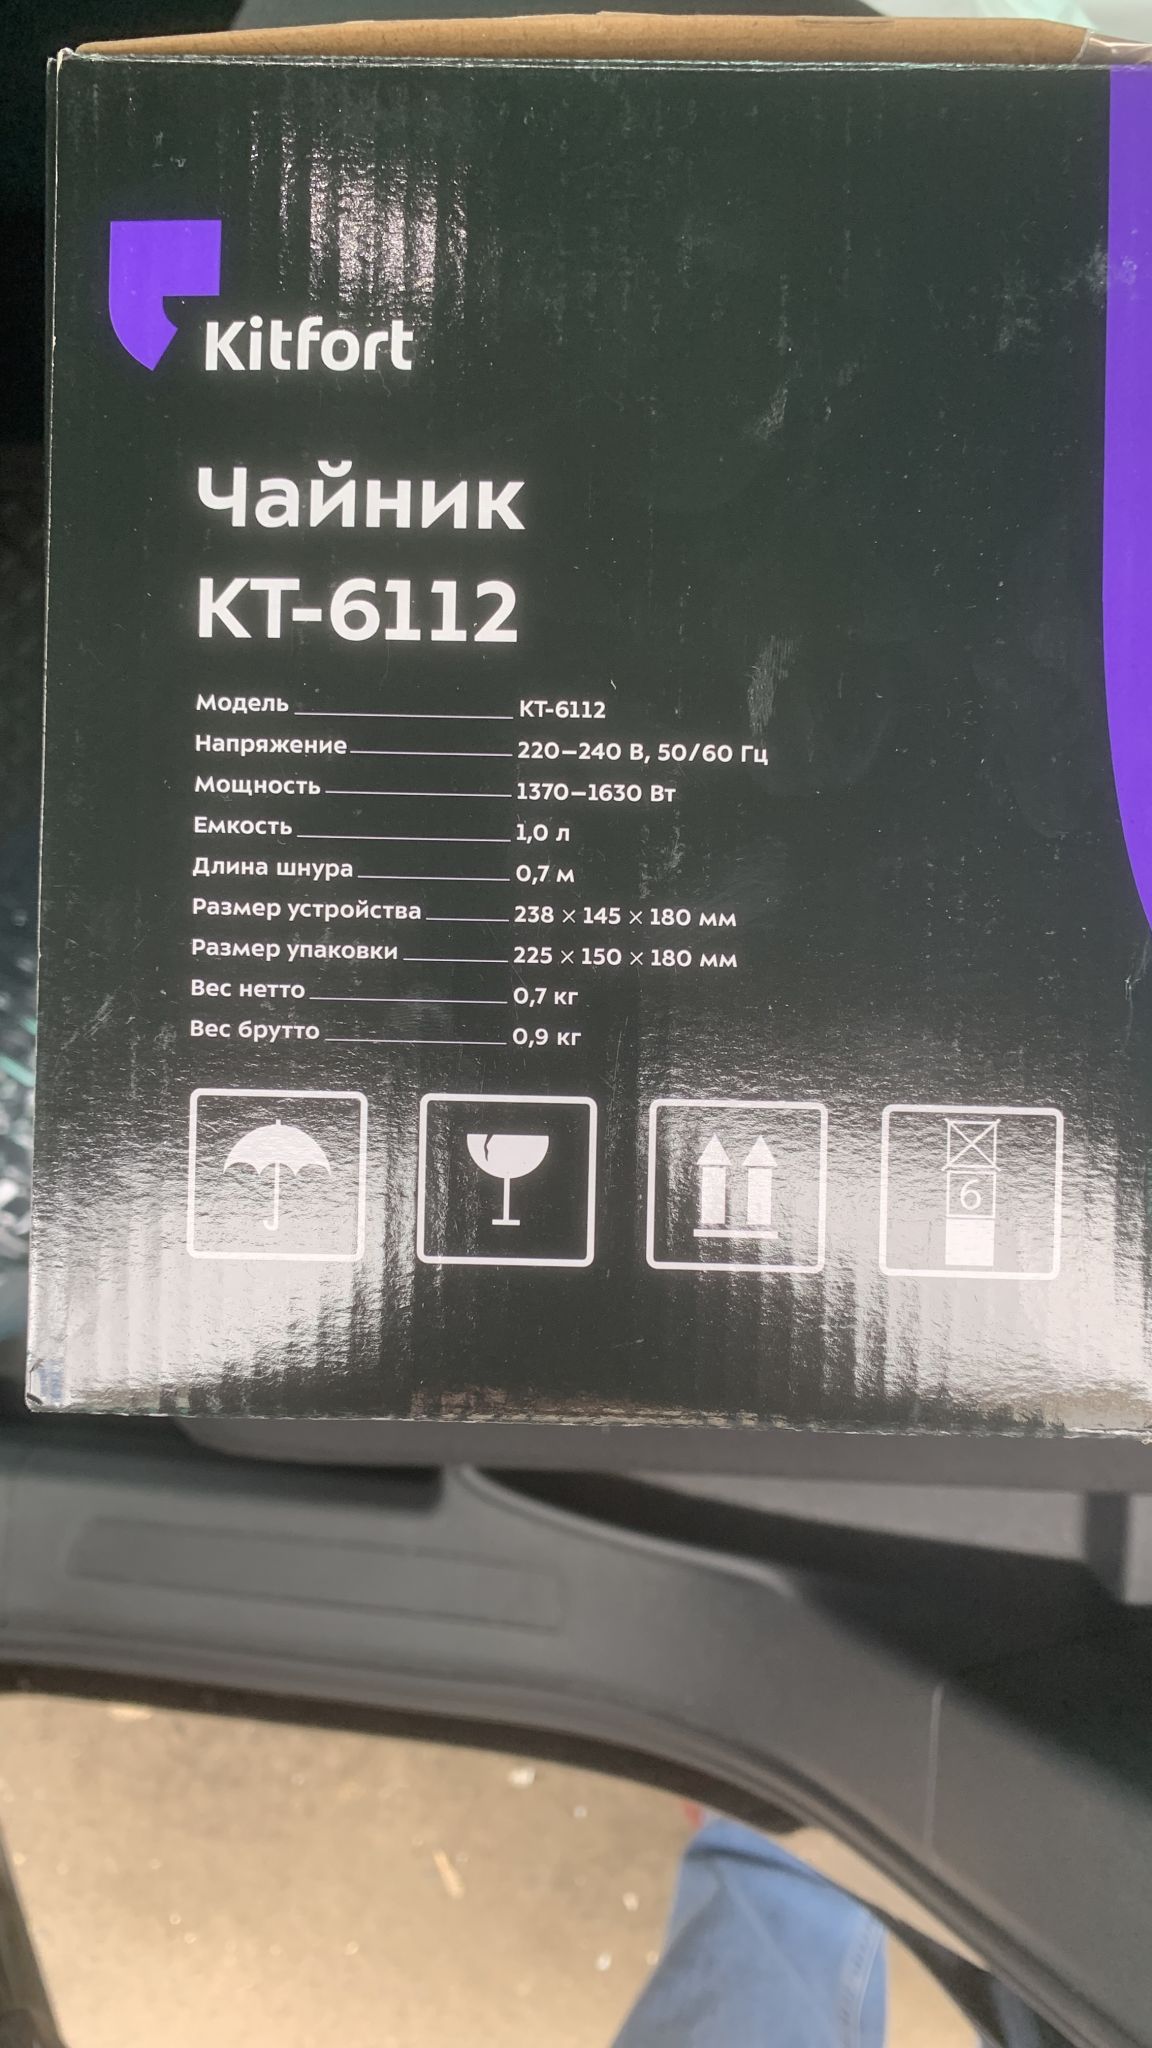 Kitfort
Чайник
КТ-6112
Модель КТ-6112
Напряжение 220–240 В, 50/60 Гц
Мощность 1370–1630 Вт
Емкость 1,0 л
Длина шнура 0,7 м
Размер устройства 238 × 145 × 180 мм
Размер упаковки 225 × 150 × 180 мм
Вес нетто 0,7 кг
Вес брутто 0,9 кг
6